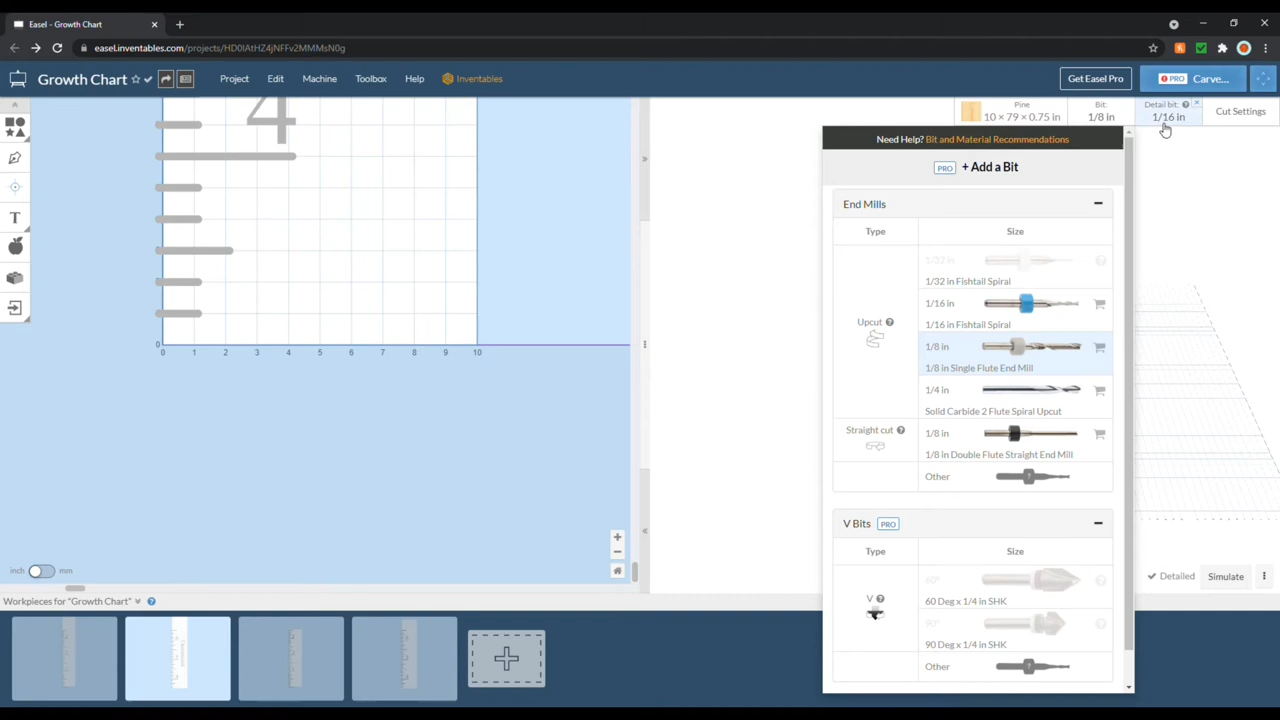 Easel - Growth Chart
easel.inventables.com/projects/HD0IAtHZ4jNFFv2MMMsN0g
Growth Chart
Project
Edit
Machine
Toolbox
Help
Inventables
Get Easel Pro
PRO Carve...
Pine
10 × 79 × 0.75 in
Bit:
1/8 in
Detail bit:
1/16 in
Cut Settings
4
0
0 1 2 3 4 5 6 7 8 9 10
T
Need Help? Bit and Material Recommendations
PRO + Add a Bit
End Mills
Type Size
Upcut
1/32 in
1/32 in Fishtail Spiral
1/16 in
1/16 in Fishtail Spiral
1/8 in
1/8 in Single Flute End Mill
1/4 in
Solid Carbide 2 Flute Spiral Upcut
Straight cut
1/8 in
1/8 in Double Flute Straight End Mill
Other
V Bits PRO
Type Size
V
60°
60 Deg x 1/4 in SHK
90°
90 Deg x 1/4 in SHK
Other
inch mm
Detailed
Simulate
Workpieces for "Growth Chart"